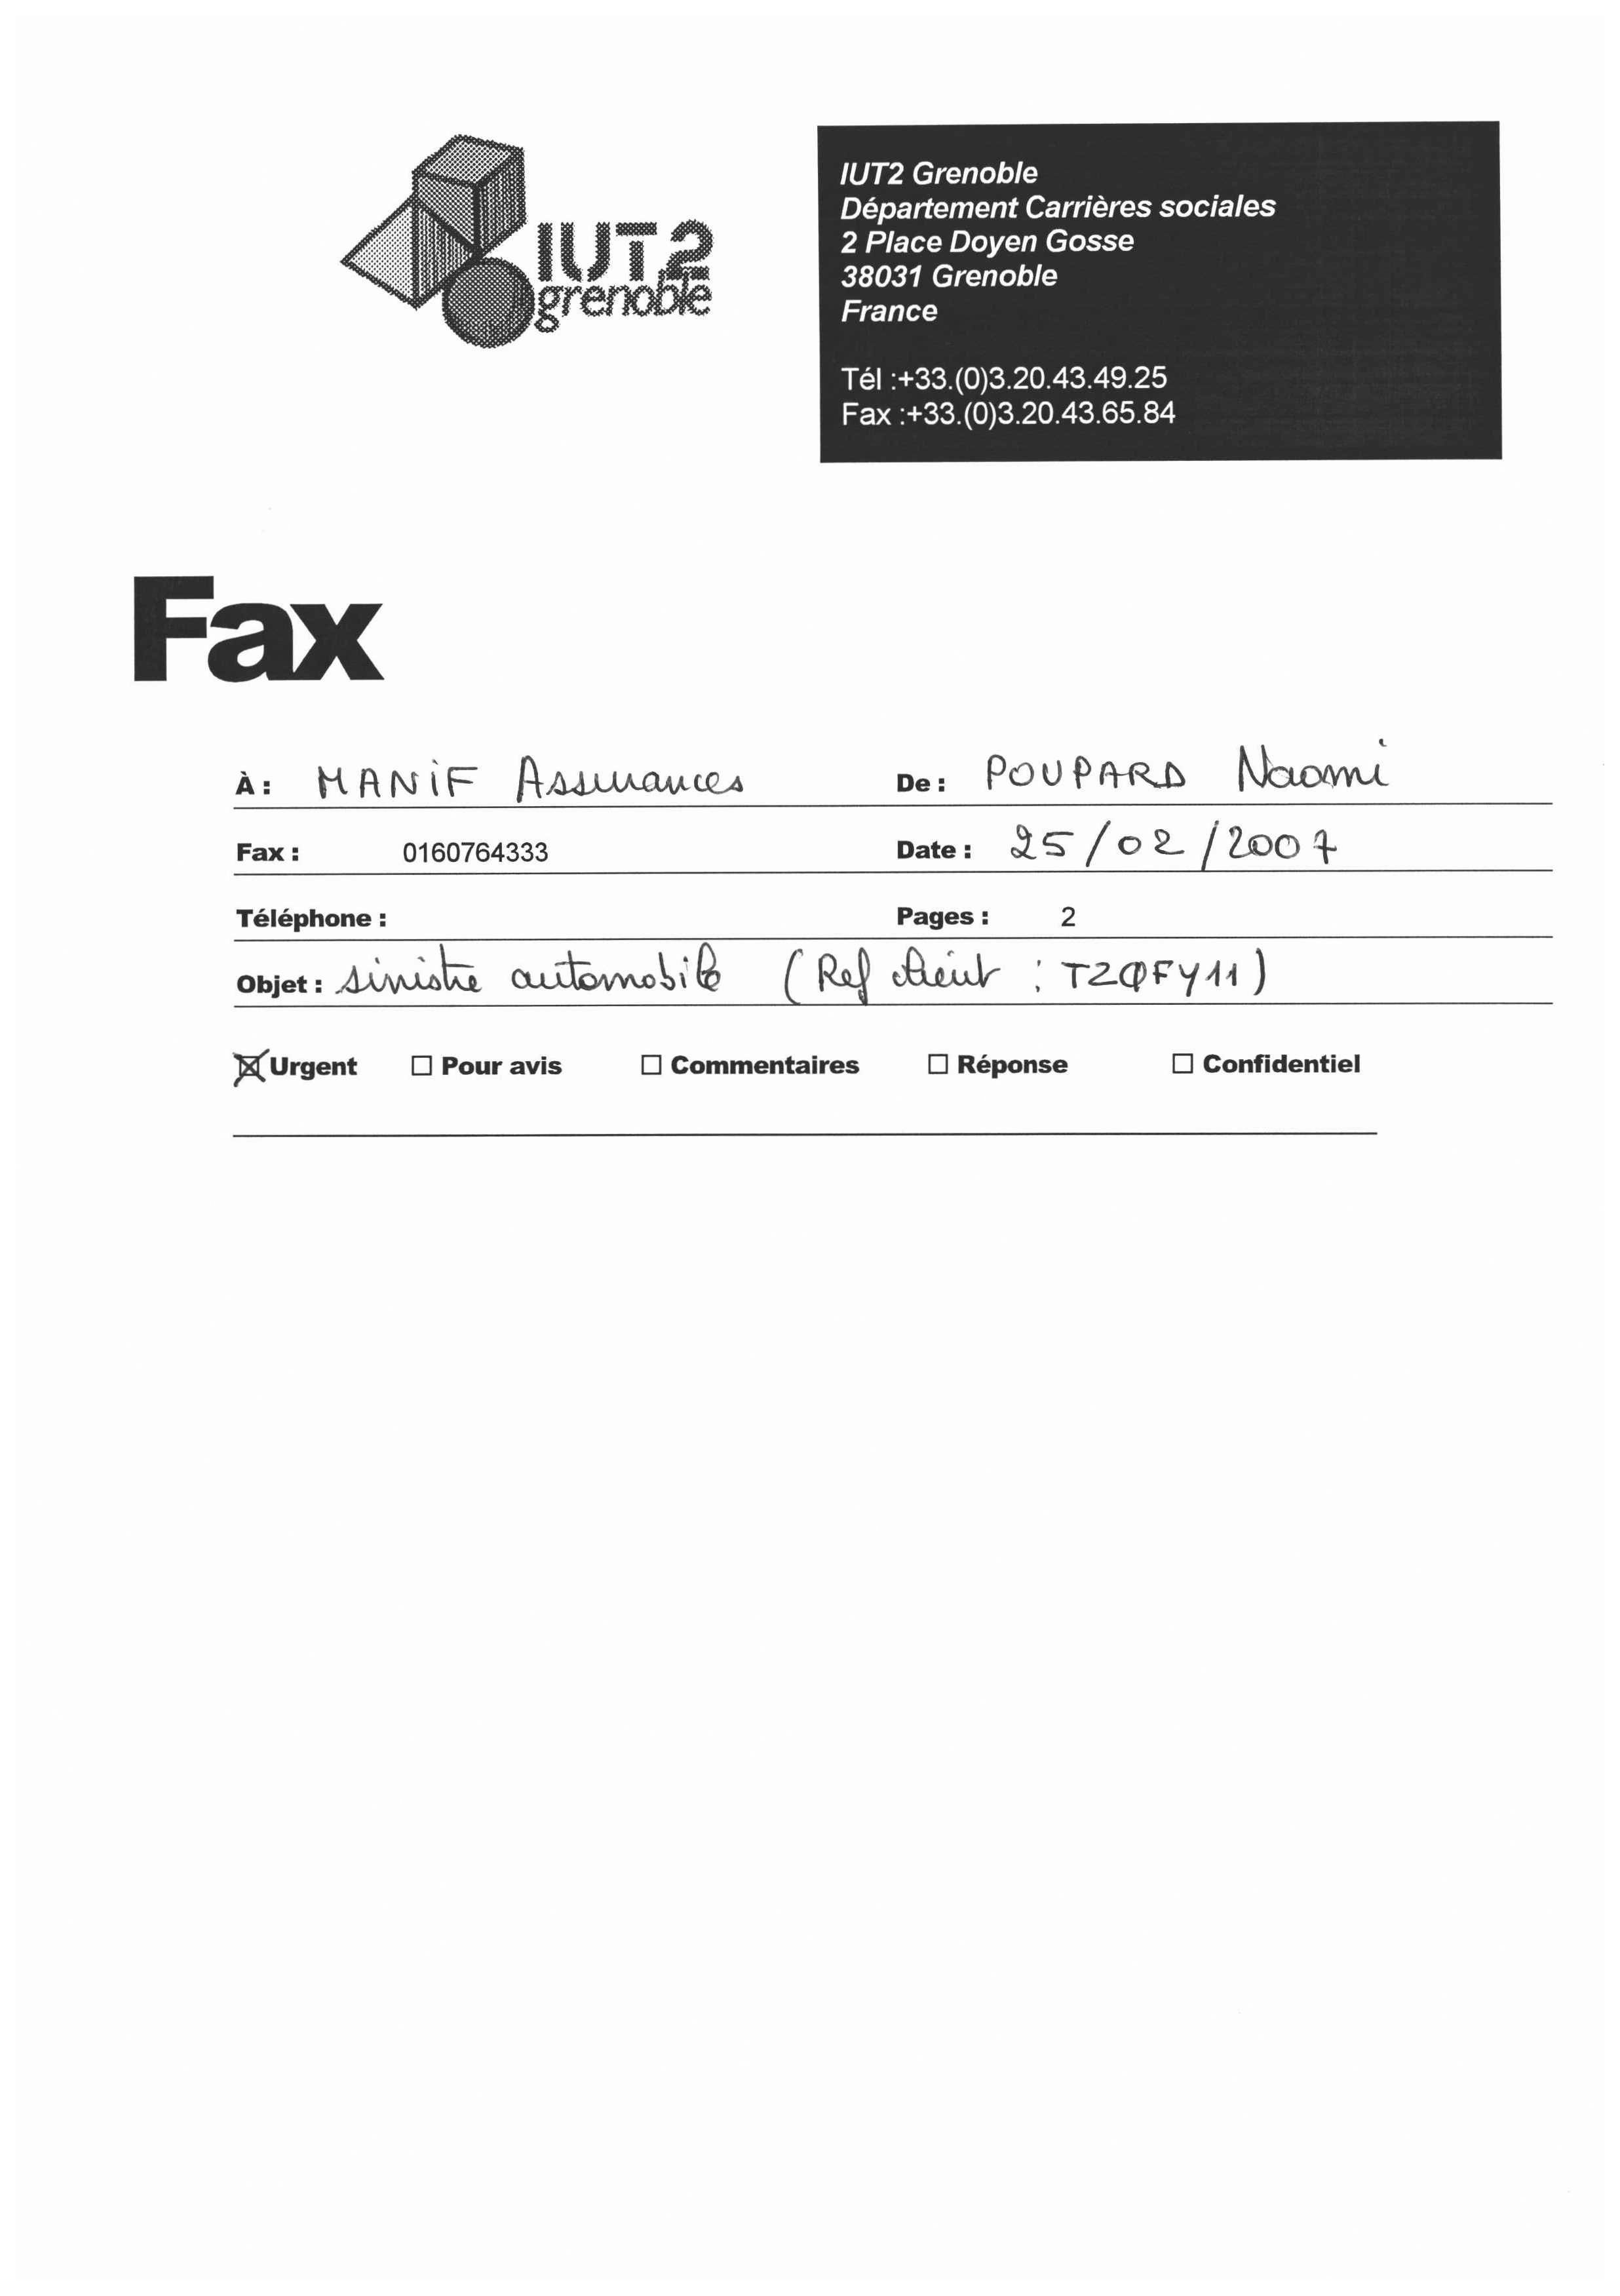 IUT2
grenoble
IUT2 Grenoble
Département Carrières sociales
2 Place Doyen Gosse
38031 Grenoble
France
Tél :+33.(0)3.20.43.49.25
Fax :+33.(0)3.20.43.65.84
Fax
À : MANiF Assurances De : POUPARD Naomi
Fax : 0160764333 Date : 25/02/2007
Téléphone : Pages : 2
Objet : sinistre automobile (Ref client : TZQFY11)
Urgent Pour avis Commentaires Réponse Confidentiel